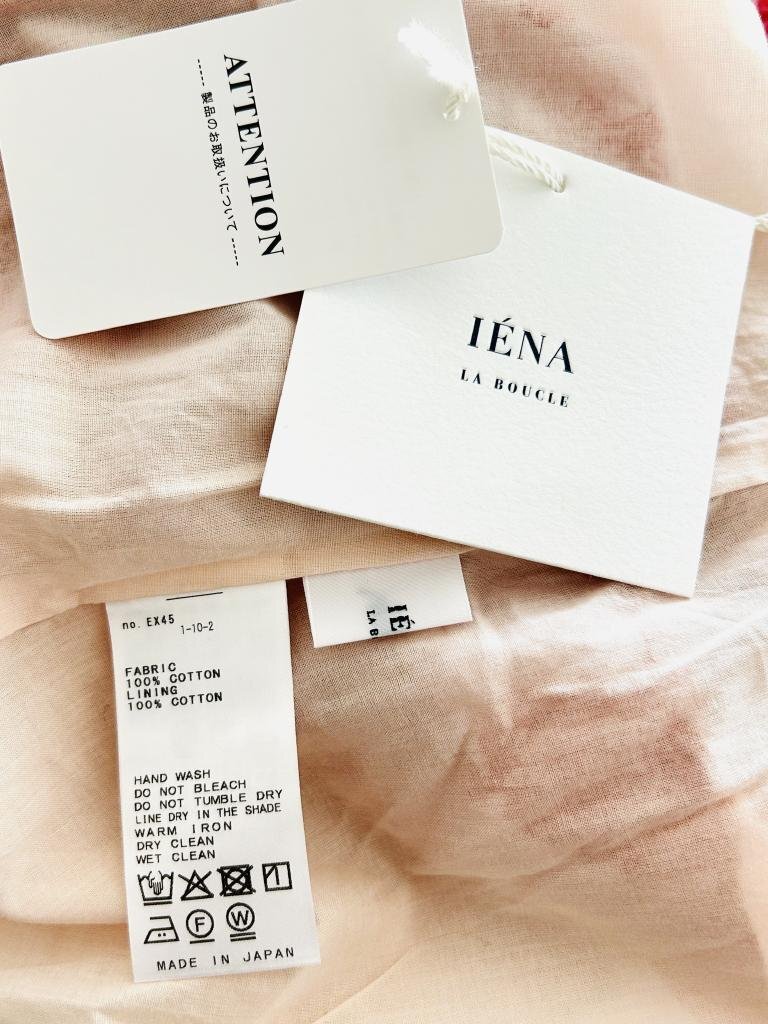 ATTENTION
----- 製品のお取扱いについて -----
IÉNA
LA BOUCLE
IÉ
LA B
no. EX45
1-10-2
FABRIC
100% COTTON
LINING
100% COTTON
HAND WASH
DO NOT BLEACH
DO NOT TUMBLE DRY
LINE DRY IN THE SHADE
WARM IRON
DRY CLEAN
WET CLEAN
F W
MADE IN JAPAN